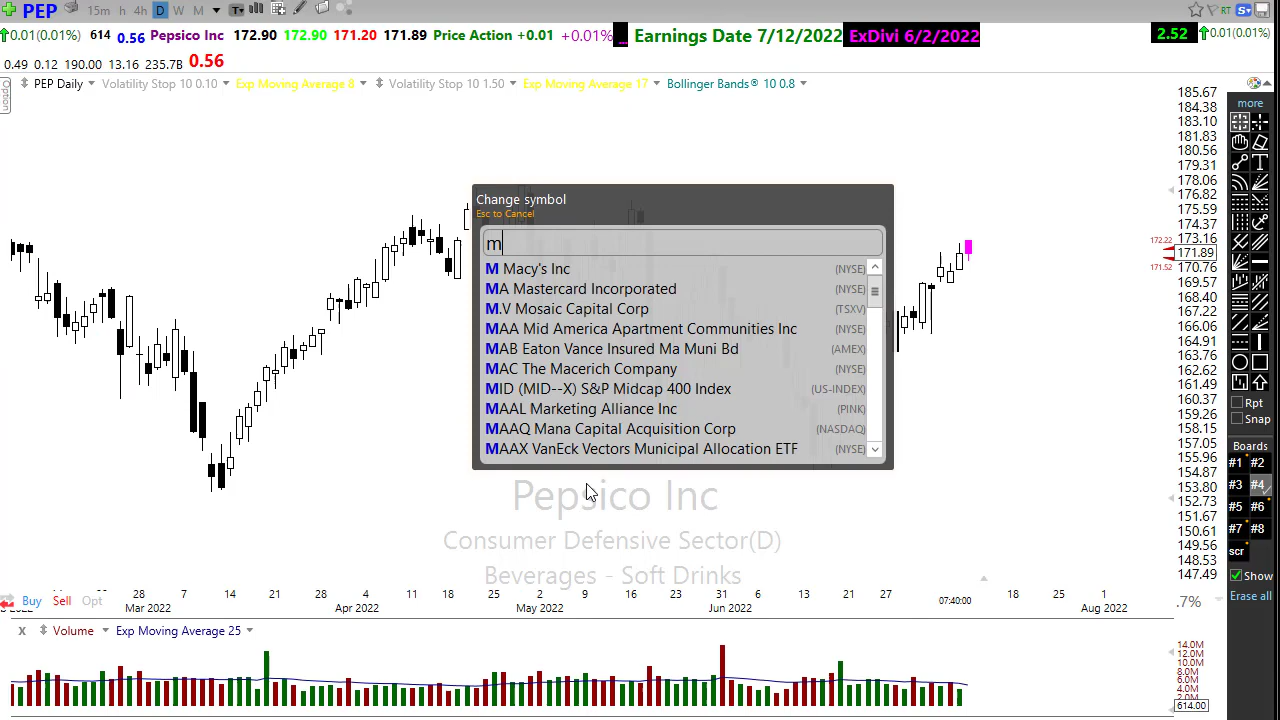 PEP 15m h 4h D W M T RT S
0.01(0.01%) 614 0.56 Pepsico Inc 172.90 172.90 171.20 171.89 Price Action +0.01 +0.01% ... Earnings Date 7/12/2022 ExDivi 6/2/2022 2.52 0.01(0.01%)
0.49 0.12 190.00 13.16 235.7B 0.56
PEP Daily Volatility Stop 10 0.10 Exp Moving Average 8 Volatility Stop 10 1.50 Exp Moving Average 17 Bollinger Bands® 10 0.8
Option
Change symbol
Esc to Cancel
m
M Macy's Inc (NYSE)
MA Mastercard Incorporated (NYSE)
M.V Mosaic Capital Corp (TSXV)
MAA Mid America Apartment Communities Inc (NYSE)
MAB Eaton Vance Insured Ma Muni Bd (AMEX)
MAC The Macerich Company (NYSE)
MID (MID--X) S&P Midcap 400 Index (US-INDEX)
MAAL Marketing Alliance Inc (PINK)
MAAQ Mana Capital Acquisition Corp (NASDAQ)
MAAX VanEck Vectors Municipal Allocation ETF (NYSE)
Pepsico Inc
Consumer Defensive Sector(D)
Beverages - Soft Drinks
185.67
184.38
183.10
181.83
180.56
179.31
178.06
176.82
175.59
174.37
173.16
172.22
171.89
171.52
170.76
169.56
168.40
167.22
166.06
164.91
163.76
162.62
161.49
160.37
159.26
158.15
157.05
155.96
154.87
153.80
152.73
151.67
150.61
149.56
148.53
147.49
more
T
Rpt
Snap
Boards
#1 #2
#3 #4
#5 #6
#7 #8
scr
Show
Erase all
28 7 14 21 28 4 11 18 25 2 9 16 23 31 6 13 21 27 07:40:00 18 25 1
Mar 2022 Apr 2022 May 2022 Jun 2022 Aug 2022
Buy Sell Opt
.7%
X Volume Exp Moving Average 25
14.0M
12.0M
10.0M
8.0M
6.0M
4.0M
2.0M
614.00